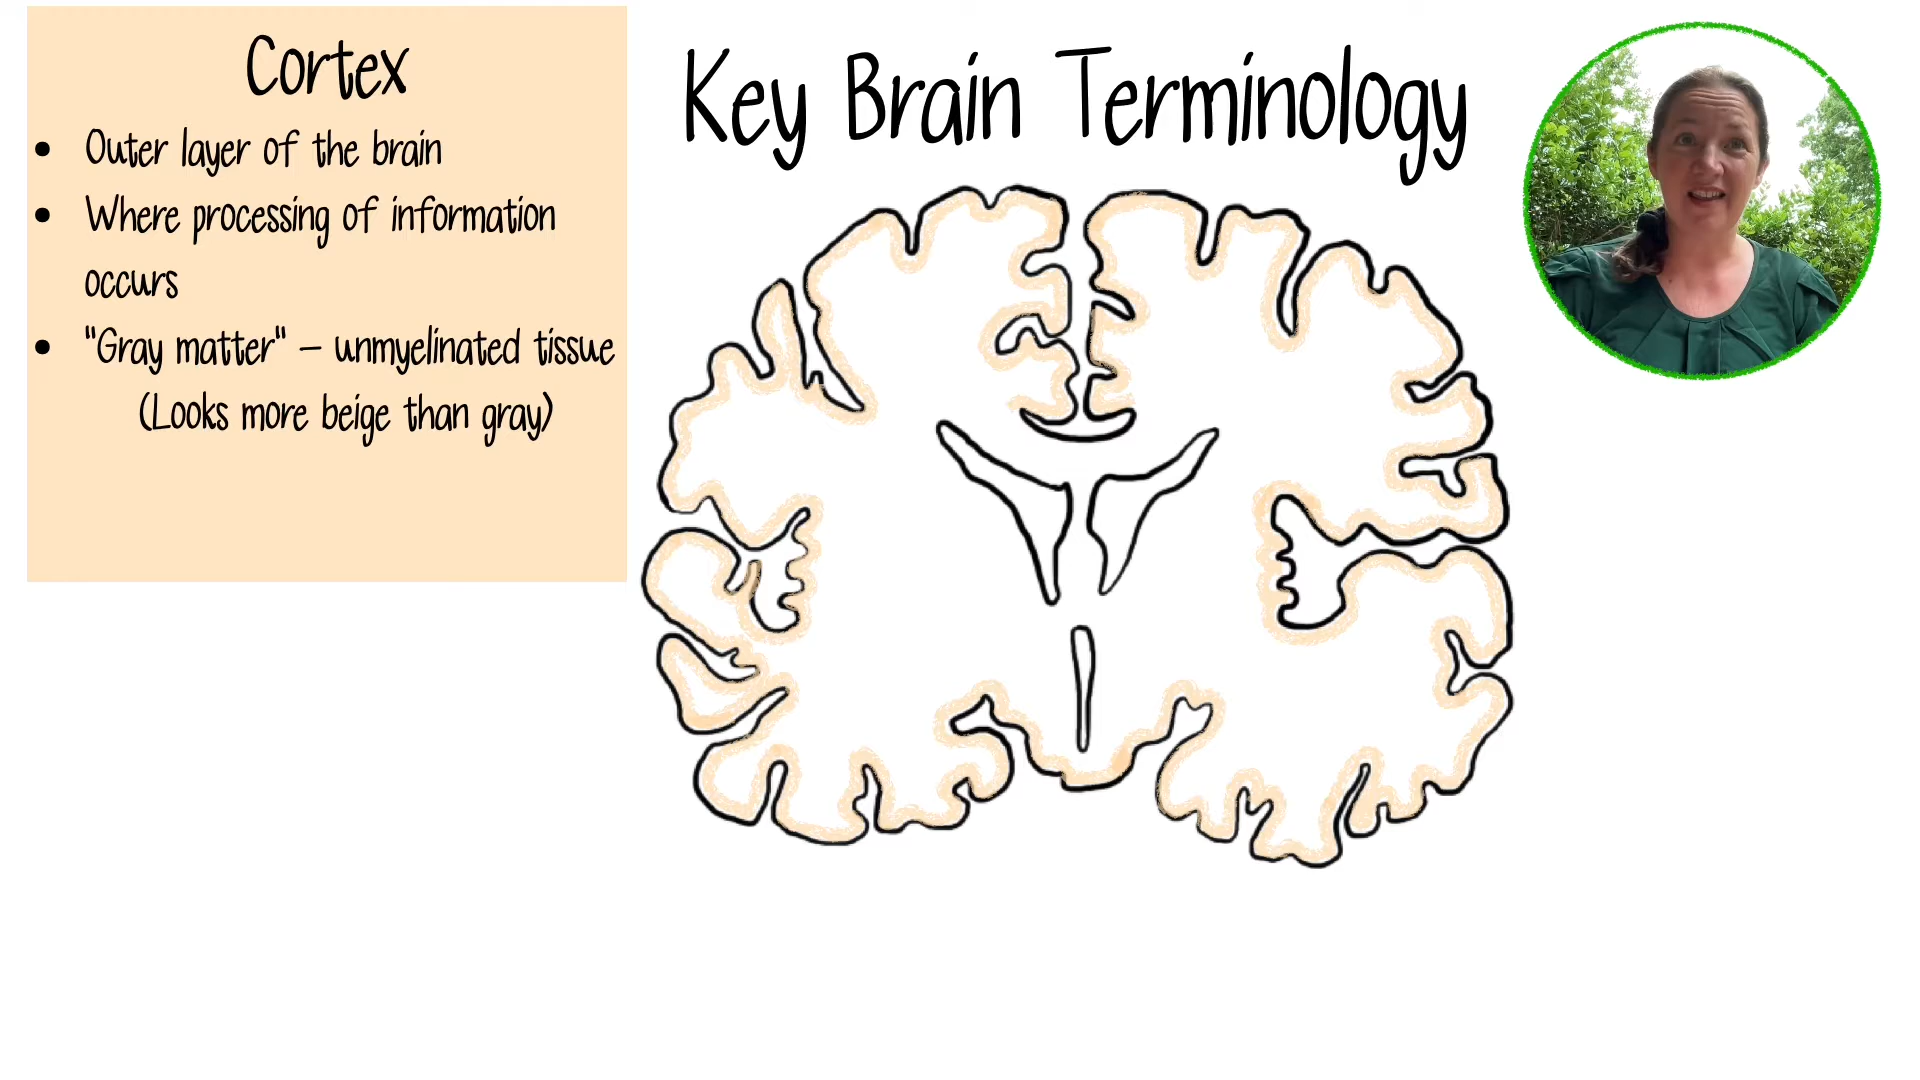 Cortex
• Outer layer of the brain
• Where processing of information
occurs
• "Gray matter" – unmyelinated tissue
(Looks more beige than gray)
Key Brain Terminology